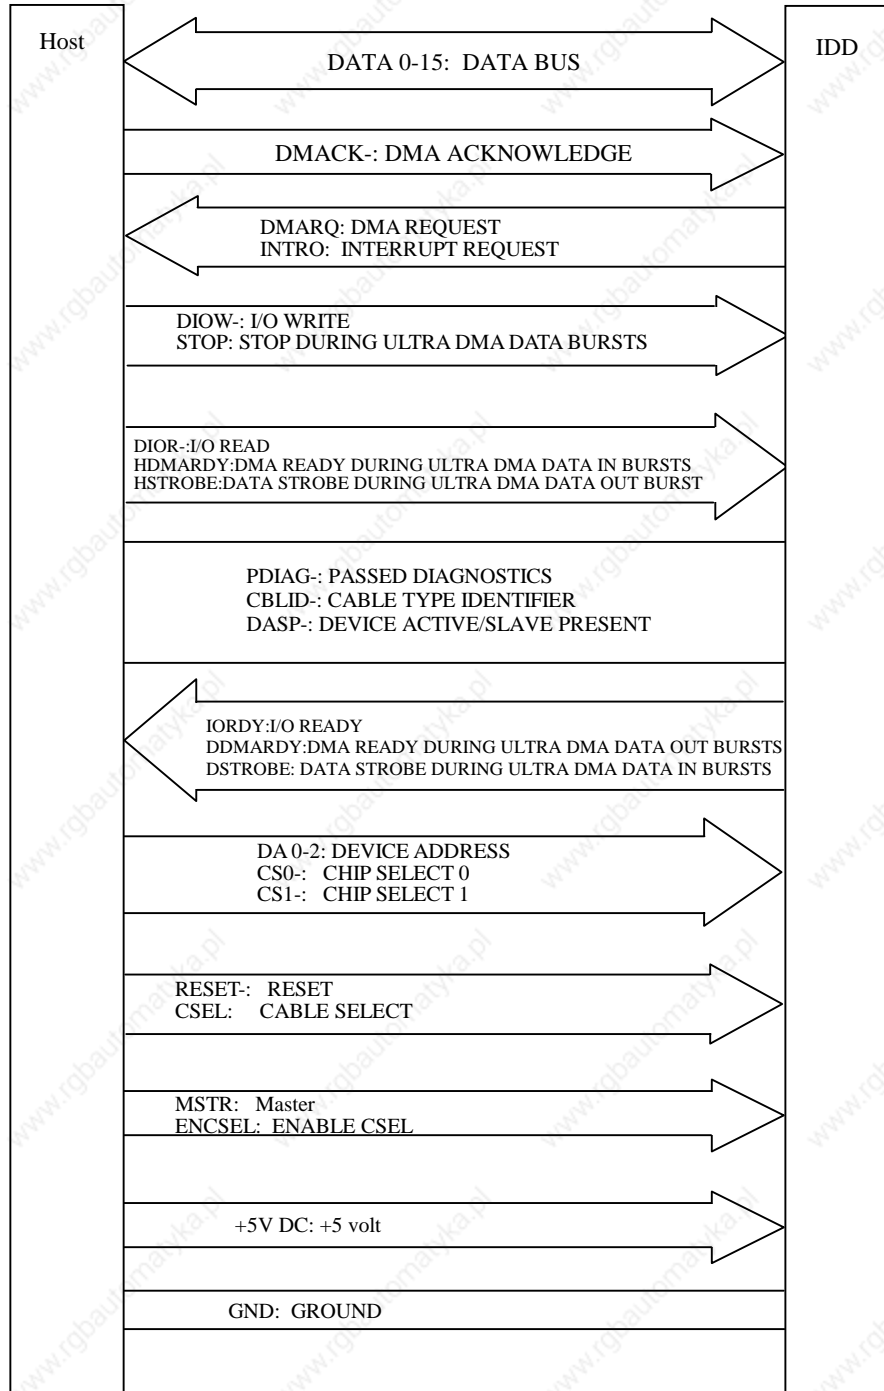 Host
IDD
DATA 0-15: DATA BUS
DMACK-: DMA ACKNOWLEDGE
DMARQ: DMA REQUEST
INTRO: INTERRUPT REQUEST
DIOW-: I/O WRITE
STOP: STOP DURING ULTRA DMA DATA BURSTS
DIOR-:I/O READ
HDMARDY:DMA READY DURING ULTRA DMA DATA IN BURSTS
HSTROBE:DATA STROBE DURING ULTRA DMA DATA OUT BURST
PDIAG-: PASSED DIAGNOSTICS
CBLID-: CABLE TYPE IDENTIFIER
DASP-: DEVICE ACTIVE/SLAVE PRESENT
IORDY:I/O READY
DDMARDY:DMA READY DURING ULTRA DMA DATA OUT BURSTS
DSTROBE: DATA STROBE DURING ULTRA DMA DATA IN BURSTS
DA 0-2: DEVICE ADDRESS
CS0-: CHIP SELECT 0
CS1-: CHIP SELECT 1
RESET-: RESET
CSEL: CABLE SELECT
MSTR: Master
ENCSEL: ENABLE CSEL
+5V DC: +5 volt
GND: GROUND
www.rgbautomatyka.pl